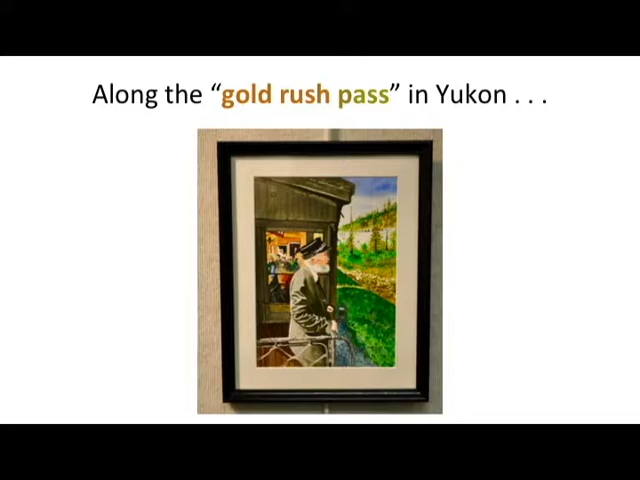 Along the “gold rush pass” in Yukon . . .